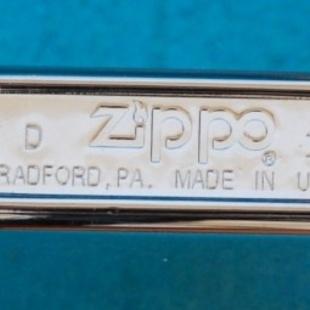 D Zippo®
RADFORD, PA. MADE IN U